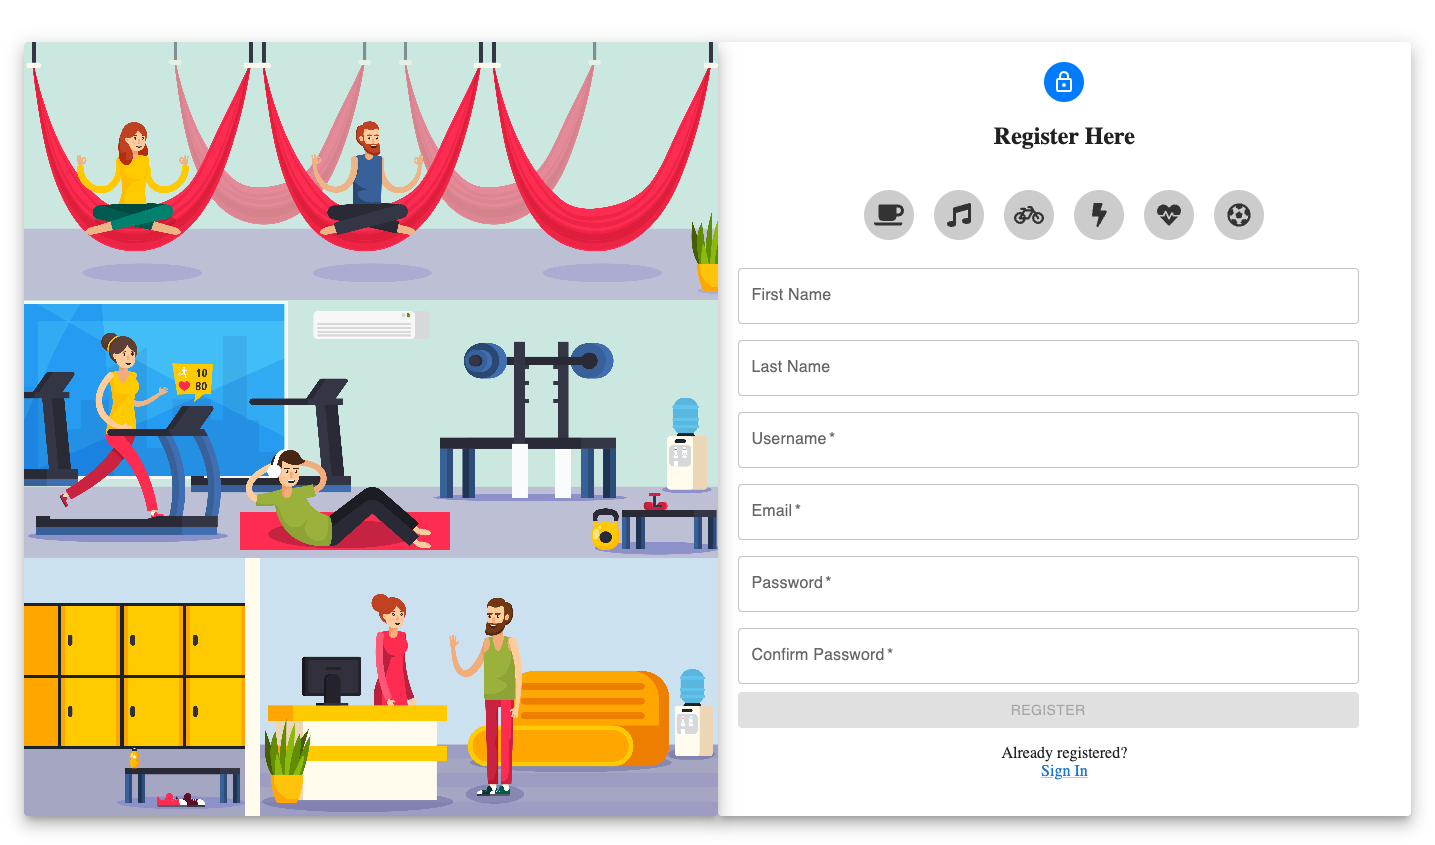 10
80
Register Here
First Name
Last Name
Username *
Email *
Password *
Confirm Password *
REGISTER
Already registered?
Sign In